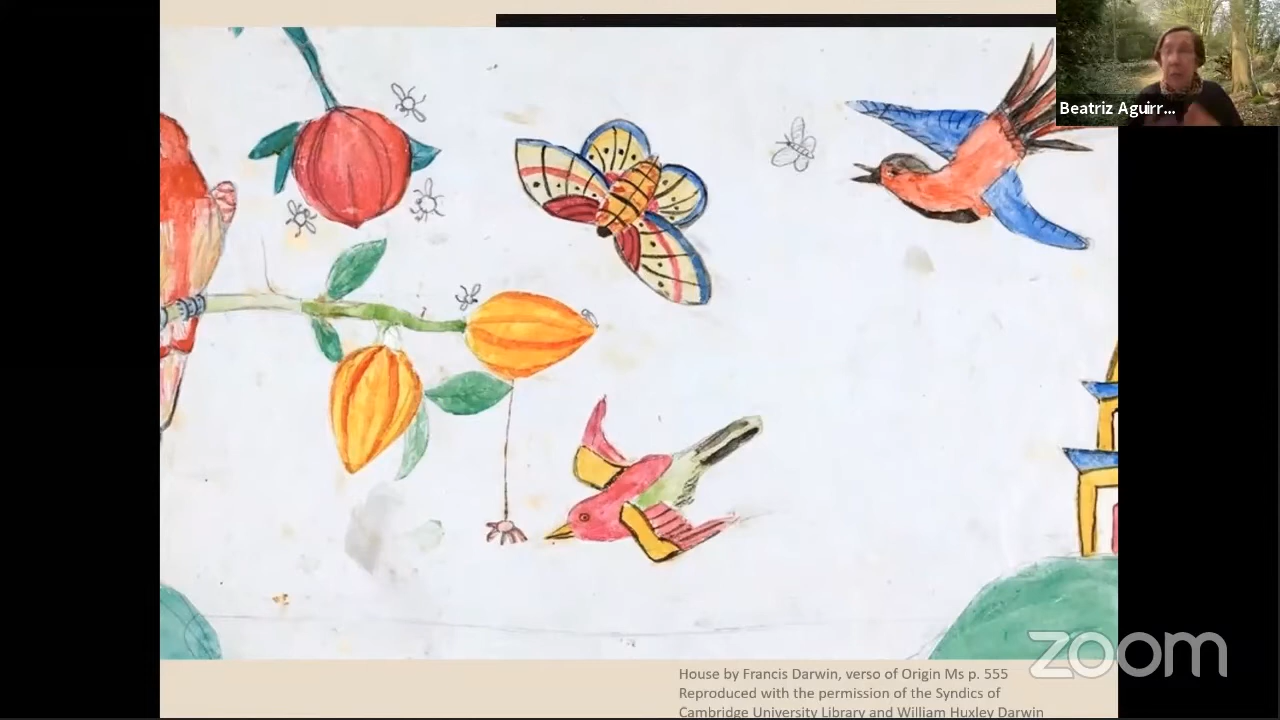 Beatriz Aguirr...
zoom
House by Francis Darwin, verso of Origin Ms p. 555
Reproduced with the permission of the Syndics of
Cambridge University Library and William Huxley Darwin